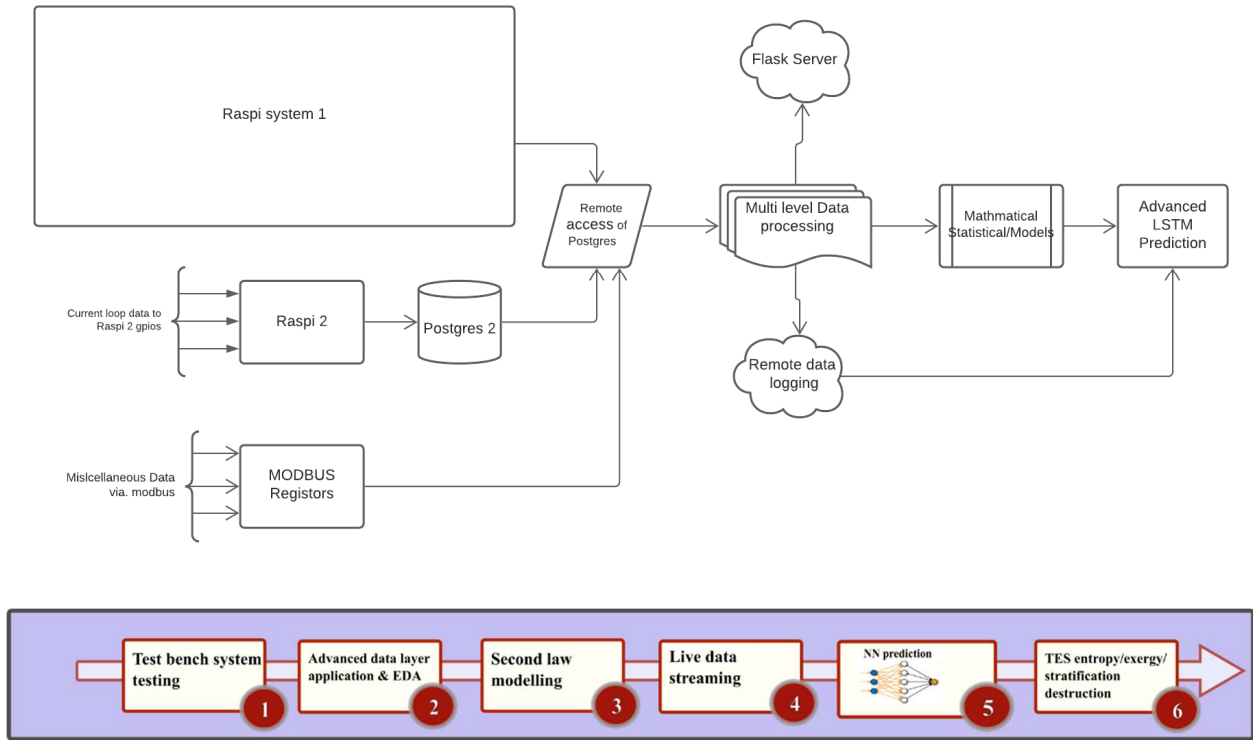 Flask Server
Raspi system 1
Remote
access of
Postgres
Multi level Data
processing
Mathmatical
Statistical/Models
Advanced
LSTM
Prediction
Current loop data to
Raspi 2 gpios
Raspi 2
Postgres 2
Remote data
logging
Mislcellaneous Data
via. modbus
MODBUS
Registors
Test bench system
testing
1
Advanced data layer
application & EDA
2
Second law
modelling
3
Live data
streaming
4
NN prediction
5
TES entropy/exergy/
stratification
destruction
6